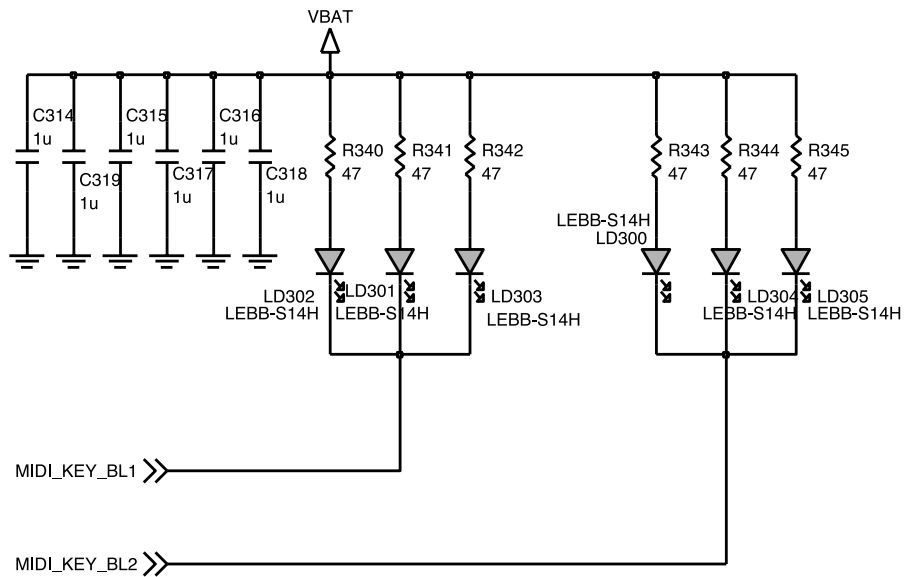 VBAT
C314
1u
C315
1u
C316
1u
C319
1u
C317
1u
C318
1u
R340
47
R341
47
R342
47
R343
47
R344
47
R345
47
LEBB-S14H
LD300
LD302
LEBB-S14H
LD301
LEBB-S14H
LD303
LEBB-S14H
LD304
LEBB-S14H
LD305
LEBB-S14H
MIDI_KEY_BL1
MIDI_KEY_BL2